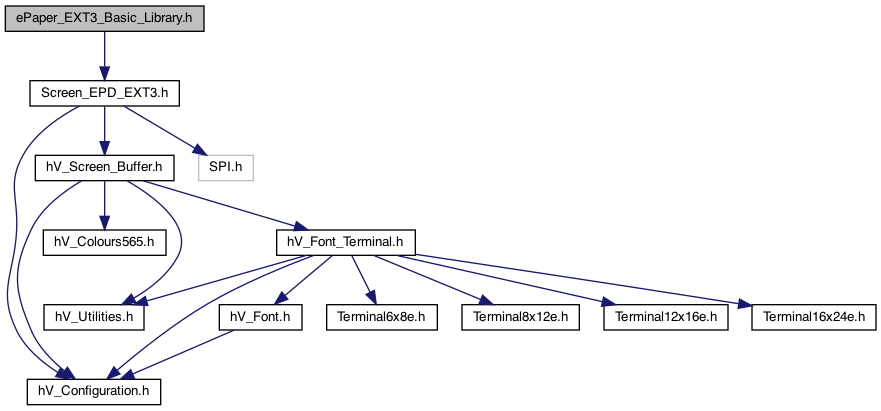 ePaper_EXT3_Basic_Library.h
Screen_EPD_EXT3.h
hV_Screen_Buffer.h
SPI.h
hV_Colours565.h
hV_Font_Terminal.h
hV_Utilities.h
hV_Font.h
Terminal6x8e.h
Terminal8x12e.h
Terminal12x16e.h
Terminal16x24e.h
hV_Configuration.h